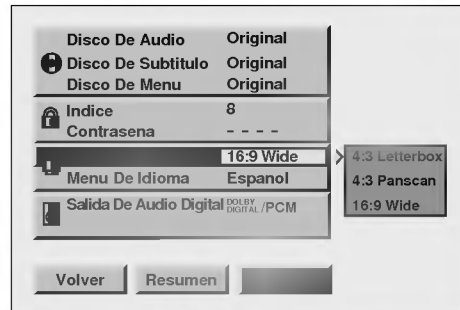 Disco De Audio Original
Disco De Subtitulo Original
Disco De Menu Original
Indice 8
Contrasena - - - -
16:9 Wide
Menu De Idioma Espanol
Salida De Audio Digital DOLBY DIGITAL /PCM
4:3 Letterbox
4:3 Panscan
16:9 Wide
Volver Resumen